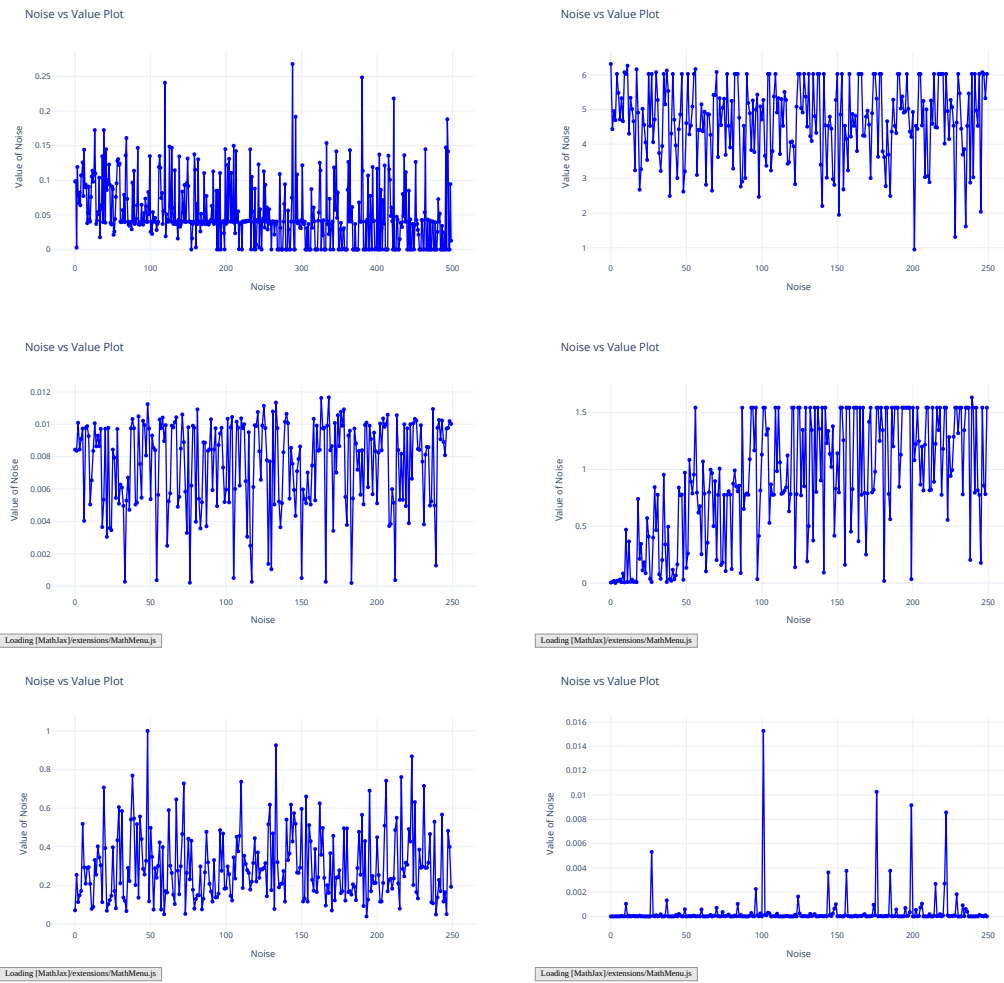 Noise vs Value Plot
Noise vs Value Plot
0.25
0.2
0.15
0.1
0.05
0
Value of Noise
0 100 200 300 400 500
Noise
6
5
4
3
2
1
Value of Noise
0 50 100 150 200 250
Noise
Noise vs Value Plot
Noise vs Value Plot
0.012
0.01
0.008
0.006
0.004
0.002
0
Value of Noise
0 50 100 150 200 250
Noise
1.5
1
0.5
0
Value of Noise
0 50 100 150 200 250
Noise
Loading [MathJax]/extensions/MathMenu.js
Loading [MathJax]/extensions/MathMenu.js
Noise vs Value Plot
Noise vs Value Plot
1
0.8
0.6
0.4
0.2
0
Value of Noise
0 50 100 150 200 250
Noise
0.016
0.014
0.012
0.01
0.008
0.006
0.004
0.002
0
Value of Noise
0 50 100 150 200 250
Noise
Loading [MathJax]/extensions/MathMenu.js
Loading [MathJax]/extensions/MathMenu.js